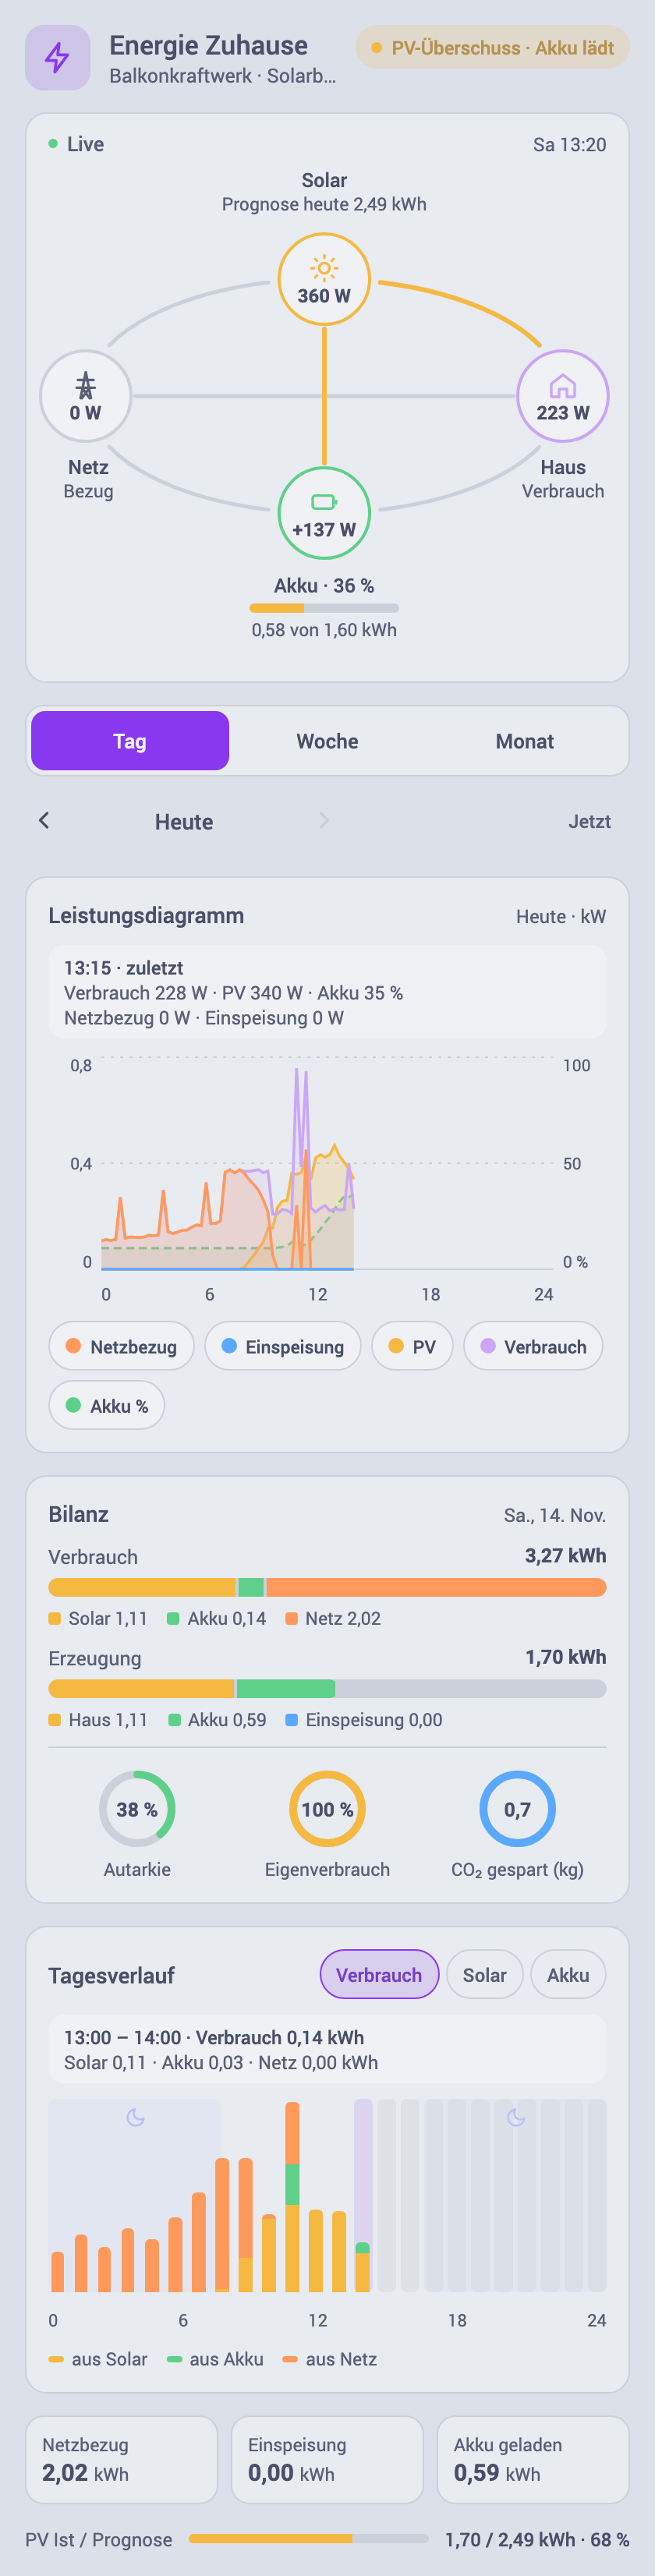 Energie Zuhause
PV-Überschuss · Akku lädt
Balkonkraftwerk · Solarb…
Live
Sa 13:20
Solar
Prognose heute 2,49 kWh
360 W
0 W
223 W
Netz
Bezug
Haus
Verbrauch
+137 W
Akku · 36 %
0,58 von 1,60 kWh
Tag
Woche
Monat
Heute
Jetzt
Leistungsdiagramm
Heute · kW
13:15 · zuletzt
Verbrauch 228 W · PV 340 W · Akku 35 %
Netzbezug 0 W · Einspeisung 0 W
0,8
100
0,4
50
0
0 %
0 6 12 18 24
Netzbezug
Einspeisung
PV
Verbrauch
Akku %
Bilanz
Sa., 14. Nov.
Verbrauch
3,27 kWh
Solar 1,11 Akku 0,14 Netz 2,02
Erzeugung
1,70 kWh
Haus 1,11 Akku 0,59 Einspeisung 0,00
38 %
100 %
0,7
Autarkie
Eigenverbrauch
CO₂ gespart (kg)
Tagesverlauf
Verbrauch
Solar
Akku
13:00 – 14:00 · Verbrauch 0,14 kWh
Solar 0,11 · Akku 0,03 · Netz 0,00 kWh
0 6 12 18 24
aus Solar aus Akku aus Netz
Netzbezug
2,02 kWh
Einspeisung
0,00 kWh
Akku geladen
0,59 kWh
PV Ist / Prognose
1,70 / 2,49 kWh · 68 %